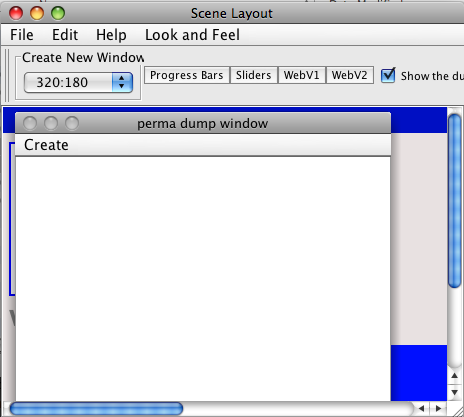 Scene Layout
File Edit Help Look and Feel
Create New Window
320:180
Progress Bars Sliders WebV1 WebV2
Show the du
perma dump window
Create